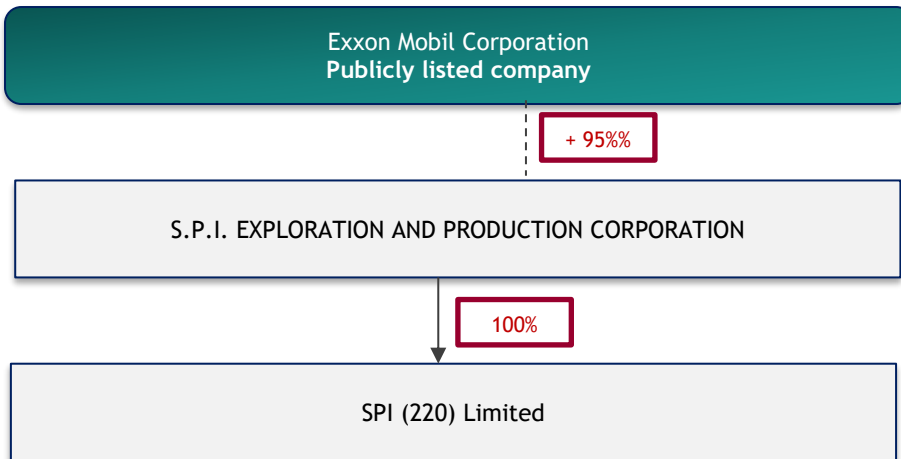 Exxon Mobil Corporation
Publicly listed company
+ 95%%
S.P.I. EXPLORATION AND PRODUCTION CORPORATION
100%
SPI (220) Limited